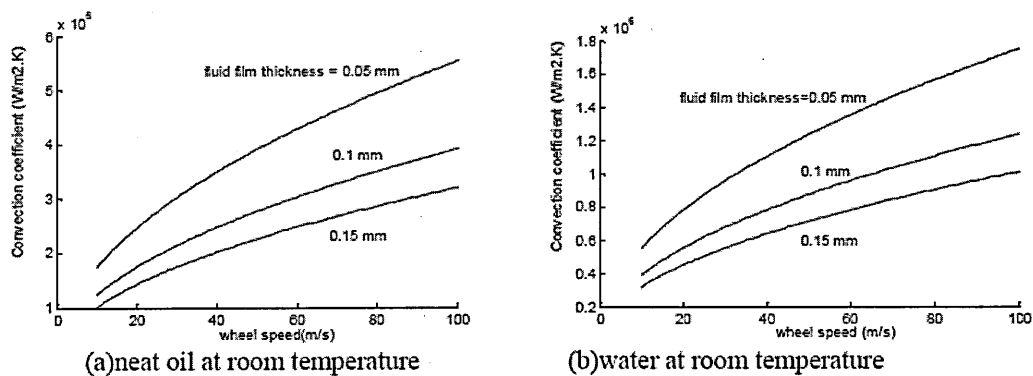 x 10^5
6
5
4
3
2
1
0
20
40
60
80
100
Convection coefficient (W/m2.K)
fluid film thickness = 0.05 mm
0.1 mm
0.15 mm
wheel speed(m/s)
(a)neat oil at room temperature
x 10^6
1.8
1.6
1.4
1.2
1
0.8
0.6
0.4
0.2
0
20
40
60
80
100
Convection coefficient (W/m2.K)
fluid film thickness=0.05 mm
0.1 mm
0.15 mm
wheel speed (m/s)
(b)water at room temperature